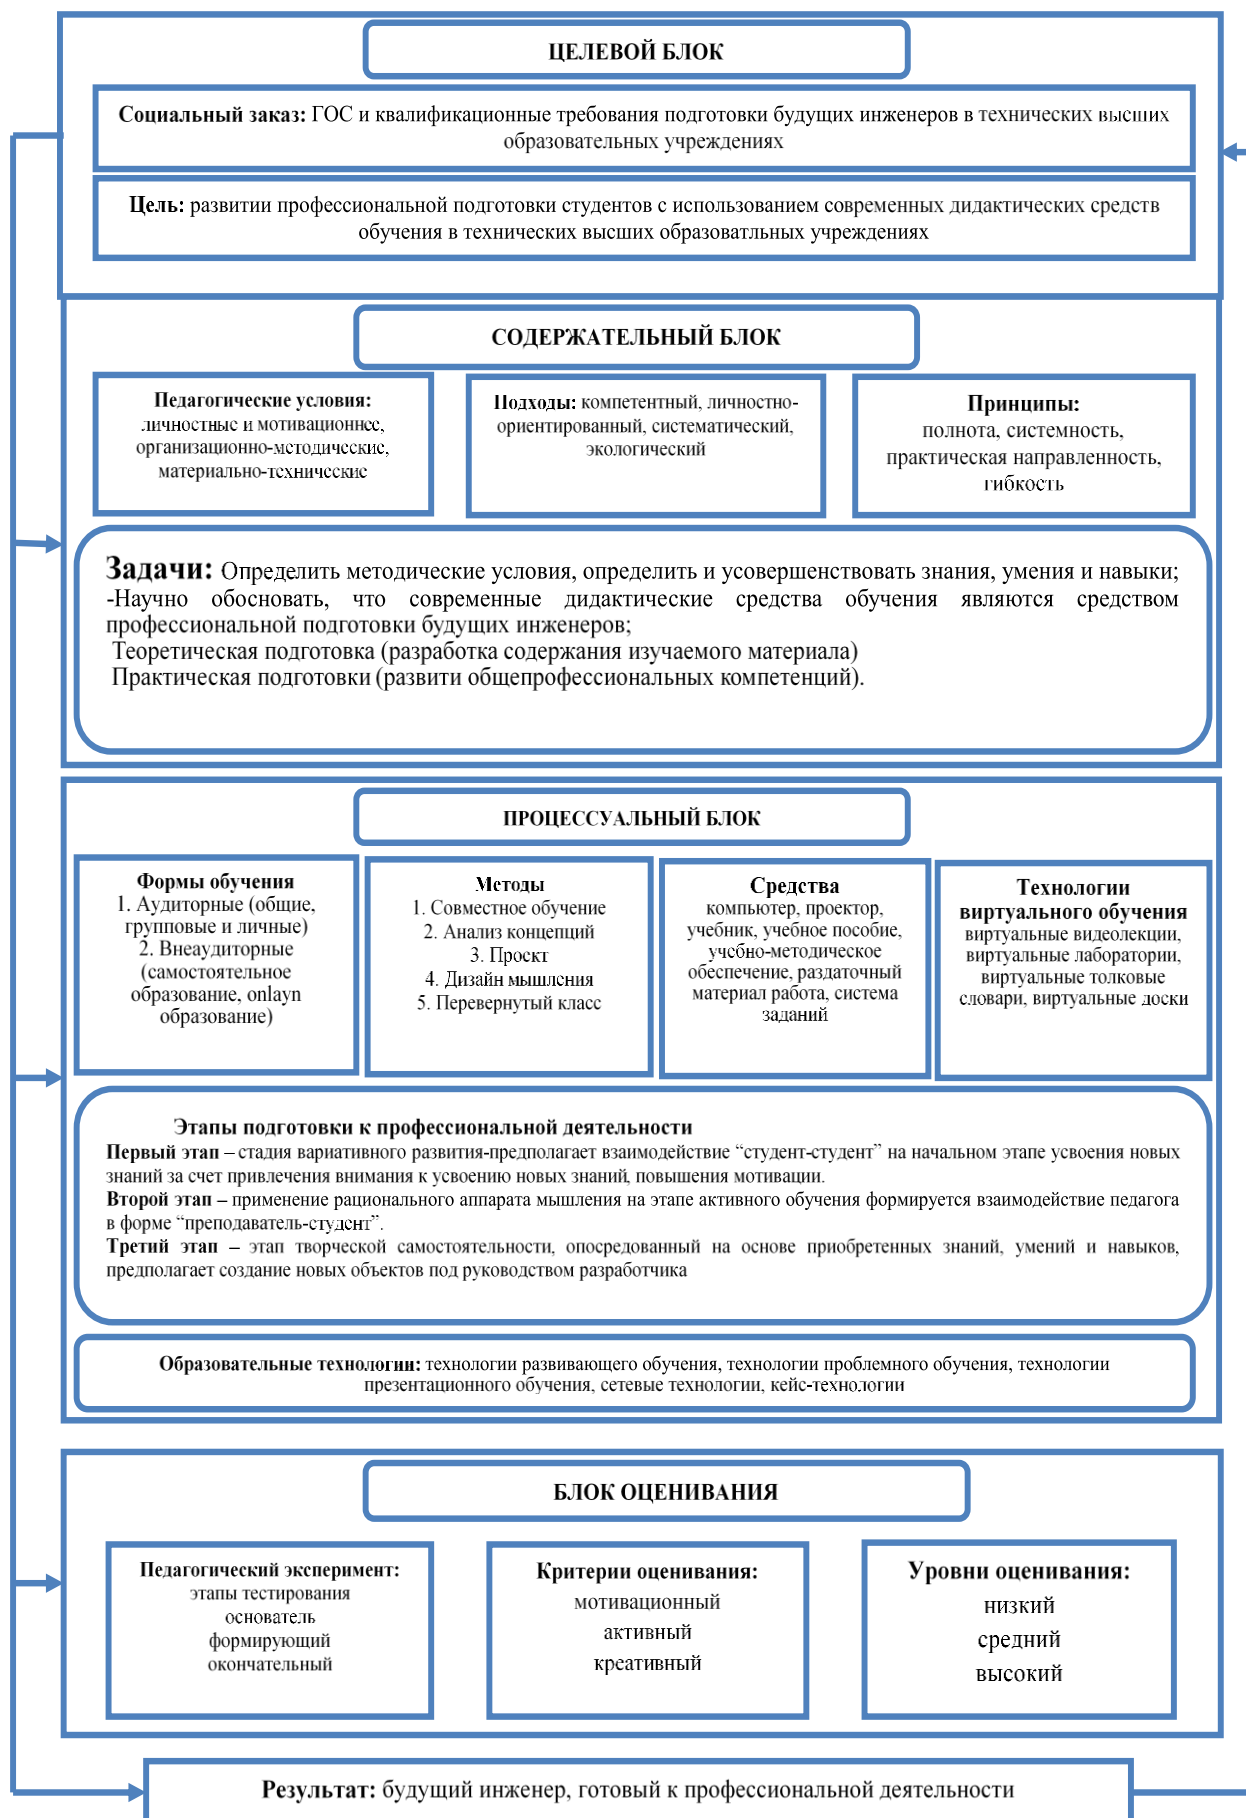 ЦЕЛЕВОЙ БЛОК
Социальный заказ: ГОС и квалификационные требования подготовки будущих инженеров в технических высших
образовательных учреждениях
Цель: развитии профессиональной подготовки студентов с использованием современных дидактических средств
обучения в технических высших образоватльных учреждениях
СОДЕРЖАТЕЛЬНЫЙ БЛОК
Педагогические условия:
личностные и мотивационнее,
организационно-методические,
материально-технические
Подходы: компетентный, личностно-
ориентированный, систематический,
экологический
Принципы:
полнота, системность,
практическая направленность,
гибкость
Задачи: Определить методические условия, определить и усовершенствовать знания, умения и навыки;
-Научно обосновать, что современные дидактические средства обучения являются средством
профессиональной подготовки будущих инженеров;
Теоретическая подготовка (разработка содержания изучаемого материала)
Практическая подготовки (развити общепрофессиональных компетенций).
ПРОЦЕССУАЛЬНЫЙ БЛОК
Формы обучения
1. Аудиторные (общие,
групповые и личные)
2. Внеаудиторные
(самостоятельное
образование, onlayn
образование)
Методы
1. Совместное обучение
2. Анализ концепций
3. Проект
4. Дизайн мышления
5. Перевернутый класс
Средства
компьютер, проектор,
учебник, учебное пособие,
учебно-методическое
обеспечение, раздаточный
материал работа, система
заданий
Технологии
виртуального обучения
виртуальные видеолекции,
виртуальные лаборатории,
виртуальные толковые
словари, виртуальные доски
Этапы подготовки к профессиональной деятельности
Первый этап – стадия вариативного развития-предполагает взаимодействие “студент-студент” на начальном этапе усвоения новых
знаний за счет привлечения внимания к усвоению новых знаний, повышения мотивации.
Второй этап – применение рационального аппарата мышления на этапе активного обучения формируется взаимодействие педагога
в форме “преподаватель-студент”.
Третий этап – этап творческой самостоятельности, опосредованный на основе приобретенных знаний, умений и навыков,
предполагает создание новых объектов под руководством разработчика
Образовательные технологии: технологии развивающего обучения, технологии проблемного обучения, технологии
презентационного обучения, сетевые технологии, кейс-технологии
БЛОК ОЦЕНИВАНИЯ
Педагогический эксперимент:
этапы тестирования
основатель
формирующий
окончательный
Критерии оценивания:
мотивационный
активный
креативный
Уровни оценивания:
низкий
средний
высокий
Результат: будущий инженер, готовый к профессиональной деятельности